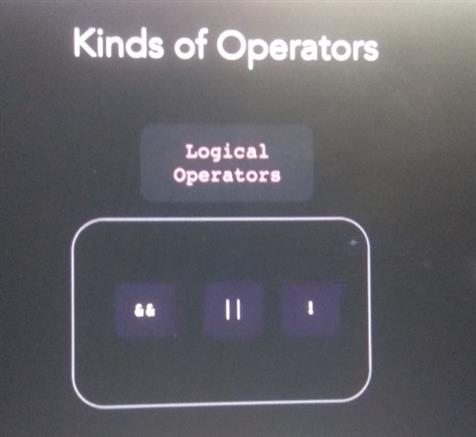 Kinds of Operators
Logical
Operators
&& || !